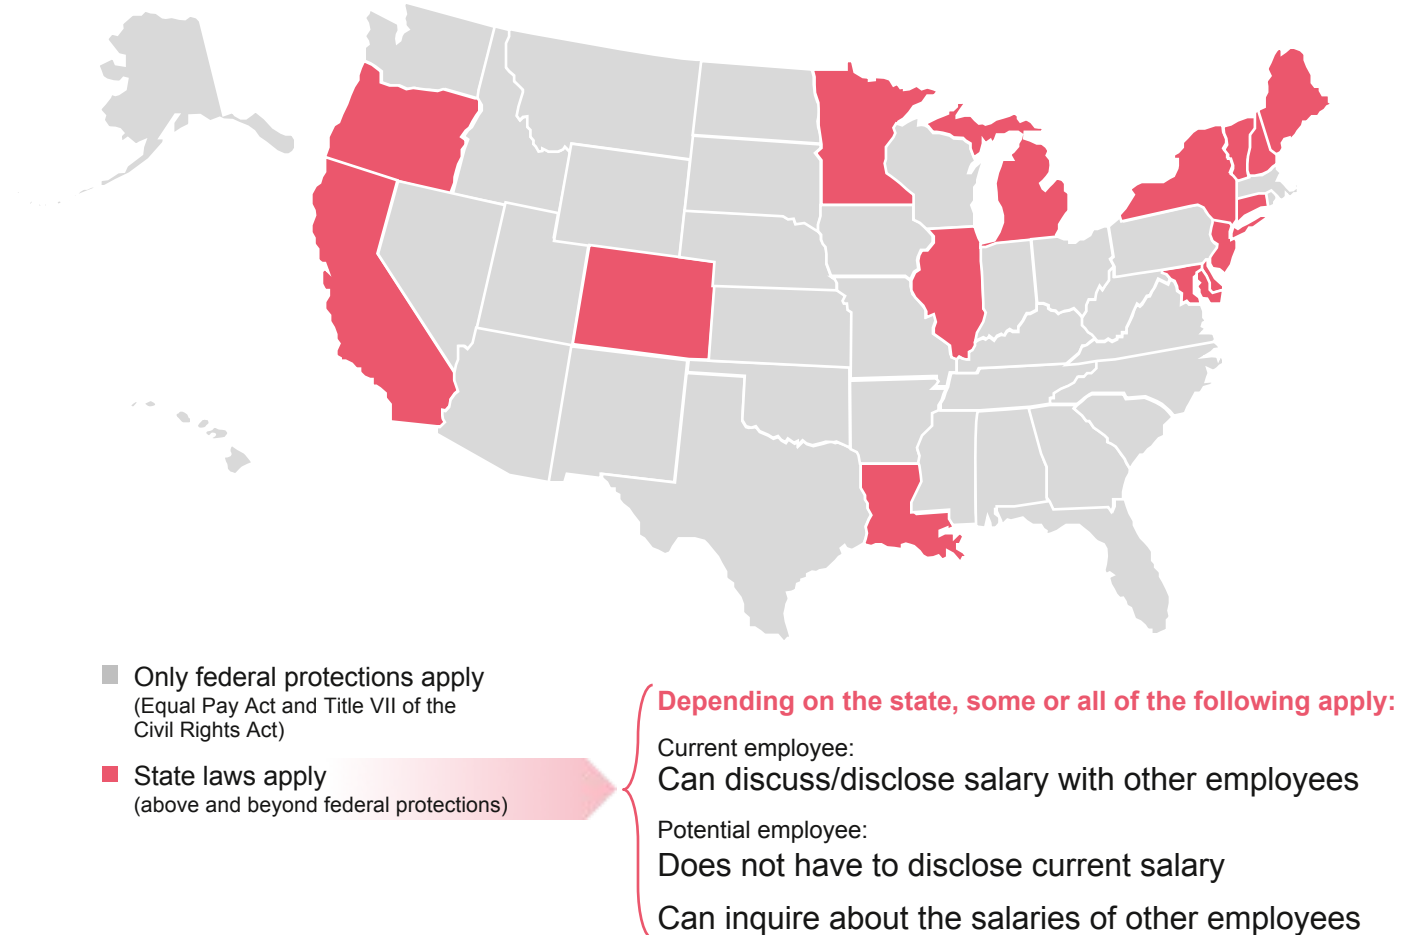 Only federal protections apply
(Equal Pay Act and Title VII of the
Civil Rights Act)
State laws apply
(above and beyond federal protections)
Depending on the state, some or all of the following apply:
Current employee:
Can discuss/disclose salary with other employees
Potential employee:
Does not have to disclose current salary
Can inquire about the salaries of other employees